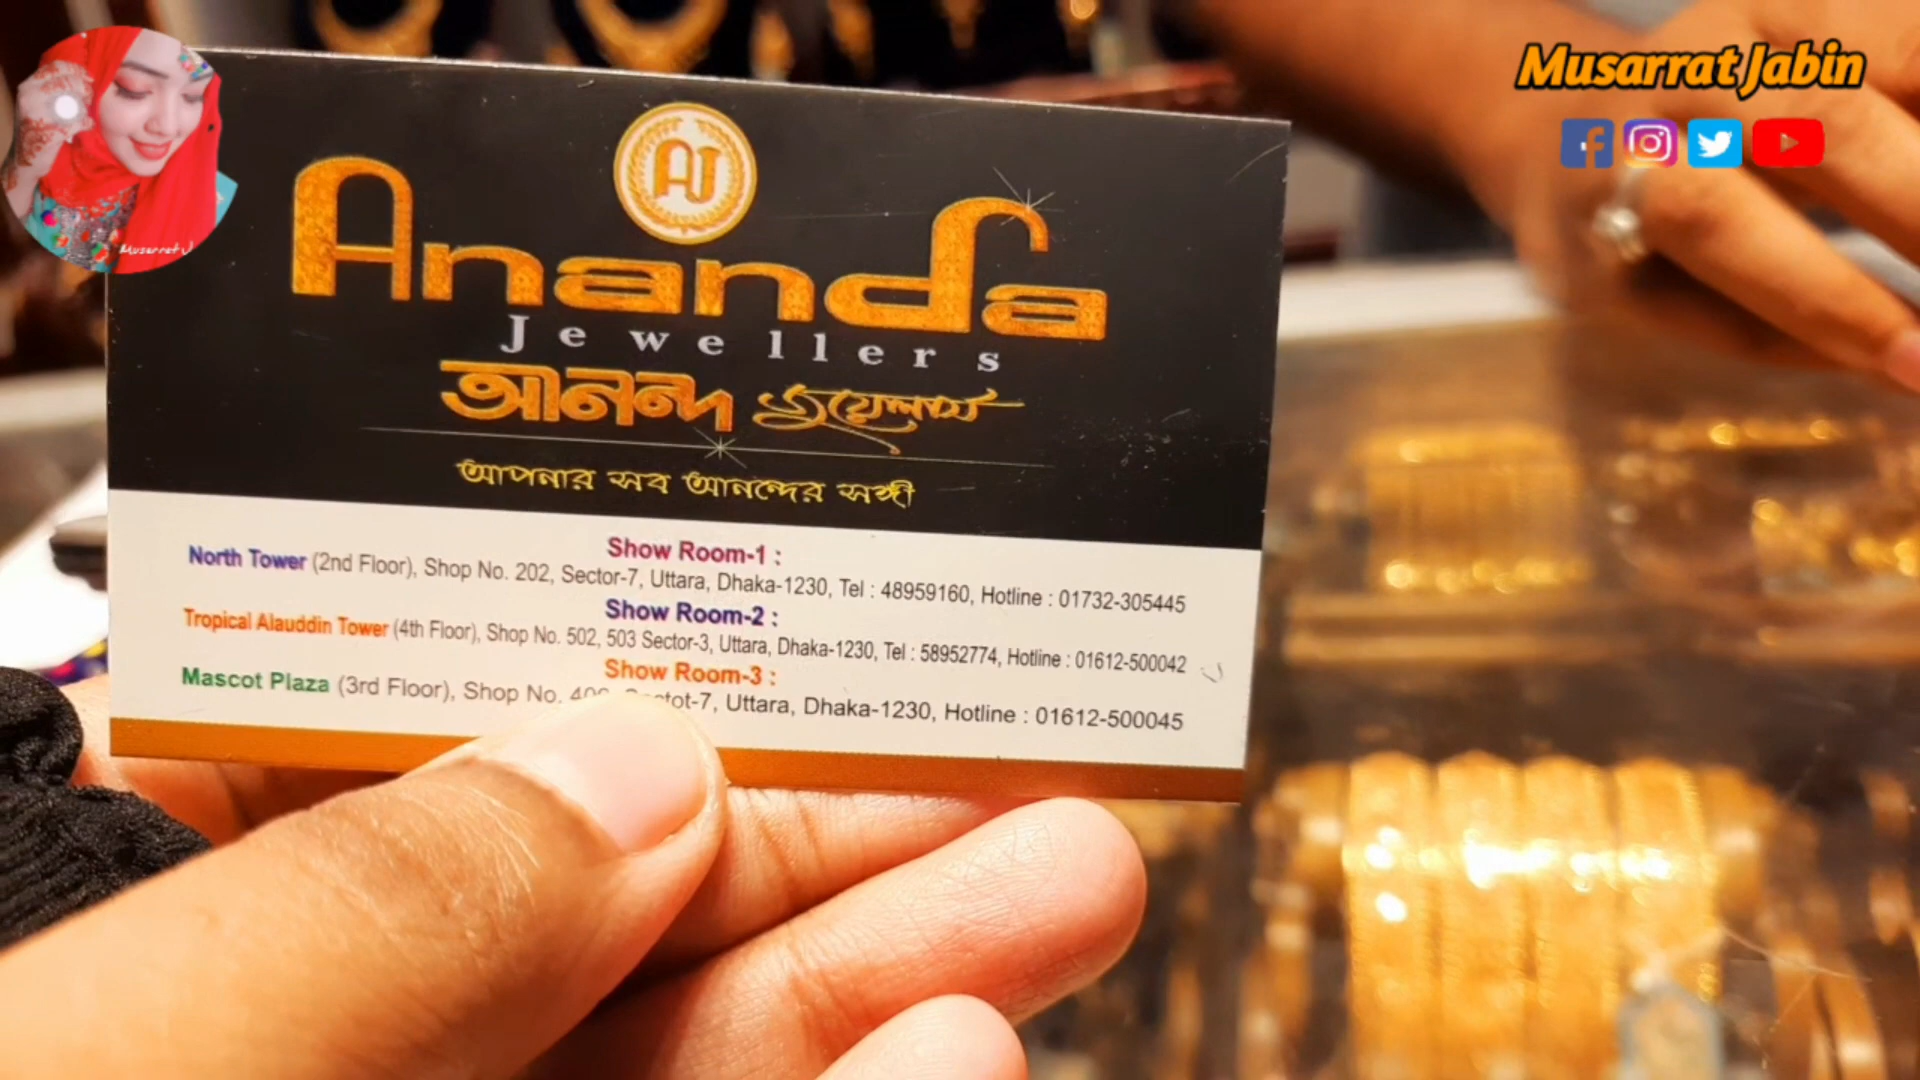 Musarrat Jabin
Musarrat J
AJ
Ananda
Jewellers
আনন্দ জুয়েলার্স
আপনার সব আনন্দের সঙ্গী
Show Room-1 :
North Tower (2nd Floor), Shop No. 202, Sector-7, Uttara, Dhaka-1230, Tel : 48959160, Hotline : 01732-305445
Show Room-2 :
Tropical Alauddin Tower (4th Floor), Shop No. 502, 503 Sector-3, Uttara, Dhaka-1230, Tel : 58952774, Hotline : 01612-500042
Show Room-3 :
Mascot Plaza (3rd Floor), Shop No. Uttara, Dhaka-1230, Hotline : 01612-500045